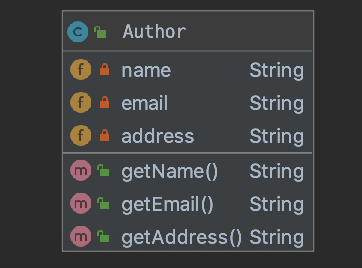 C Author
f name String
f email String
f address String
m getName() String
m getEmail() String
m getAddress() String